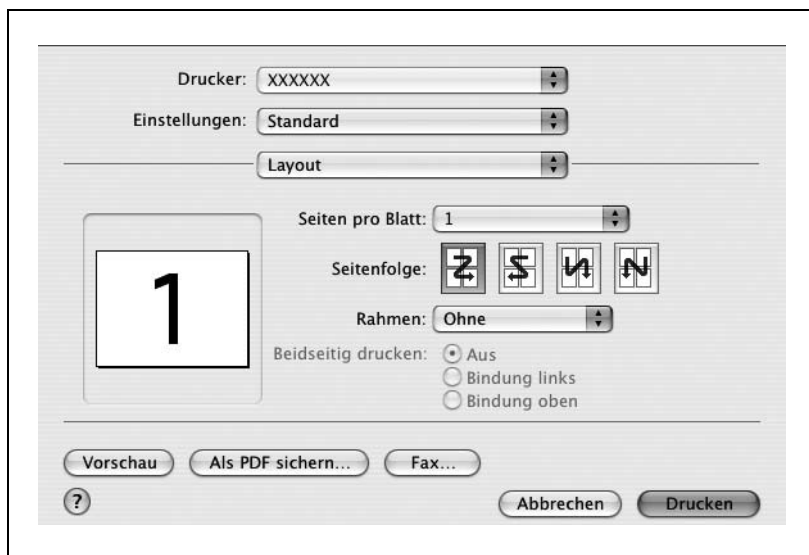 Drucker: XXXXXX
Einstellungen: Standard
Layout
Seiten pro Blatt: 1
Seitenfolge:
Rahmen: Ohne
Beidseitig drucken: Aus
Bindung links
Bindung oben
1
Vorschau Als PDF sichern... Fax...
? Abbrechen Drucken